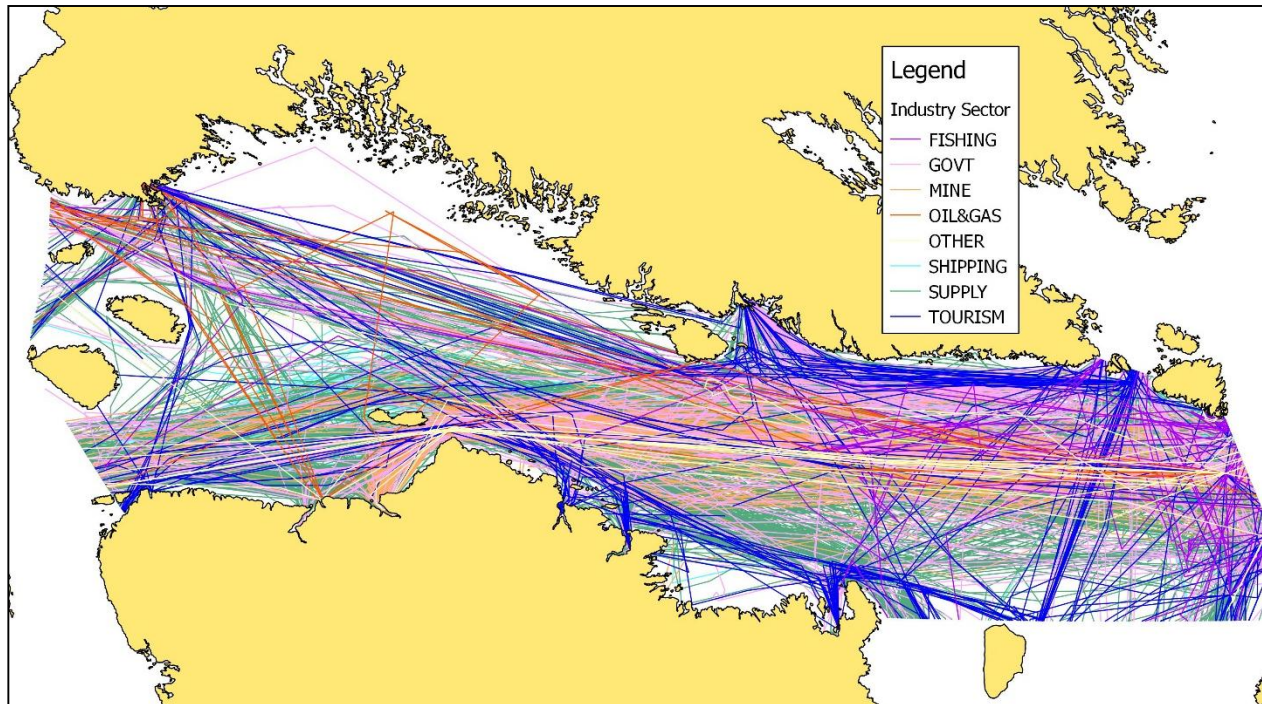 Legend
Industry Sector
FISHING
GOVT
MINE
OIL&GAS
OTHER
SHIPPING
SUPPLY
TOURISM